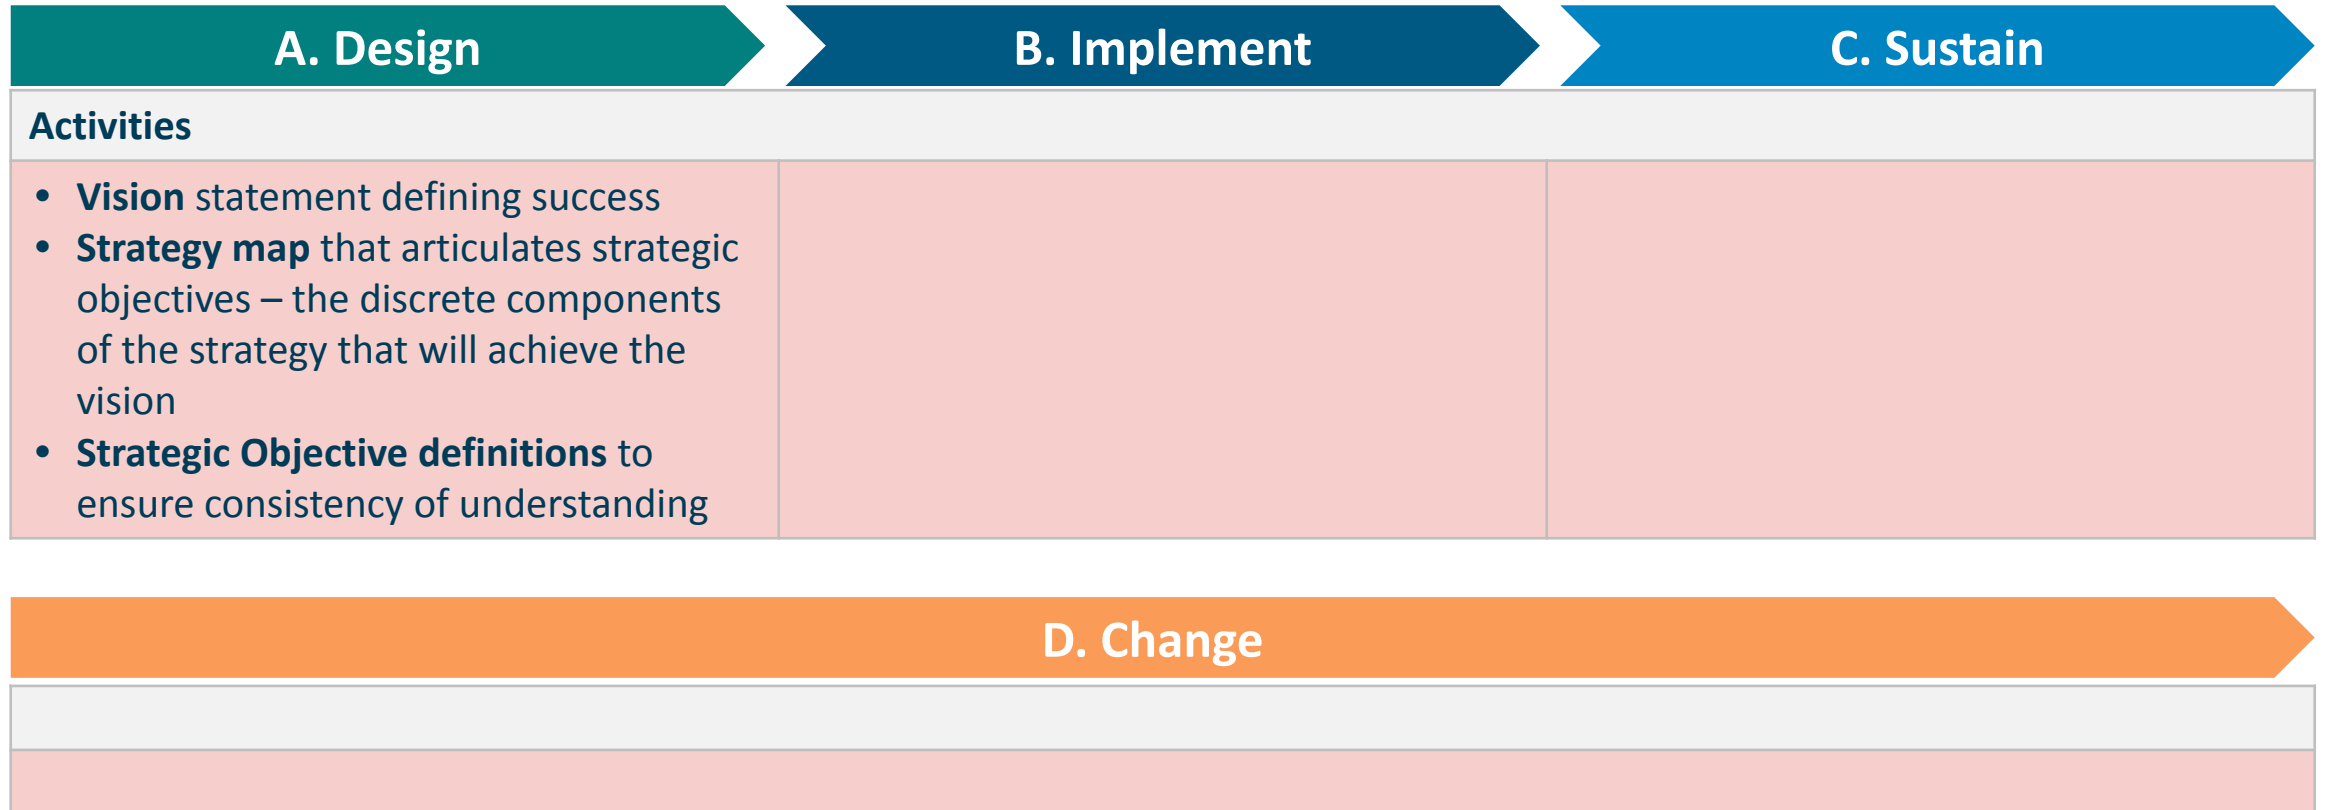 A. Design
B. Implement
C. Sustain
Activities
• Vision statement defining success
• Strategy map that articulates strategic
objectives – the discrete components
of the strategy that will achieve the
vision
• Strategic Objective definitions to
ensure consistency of understanding
D. Change